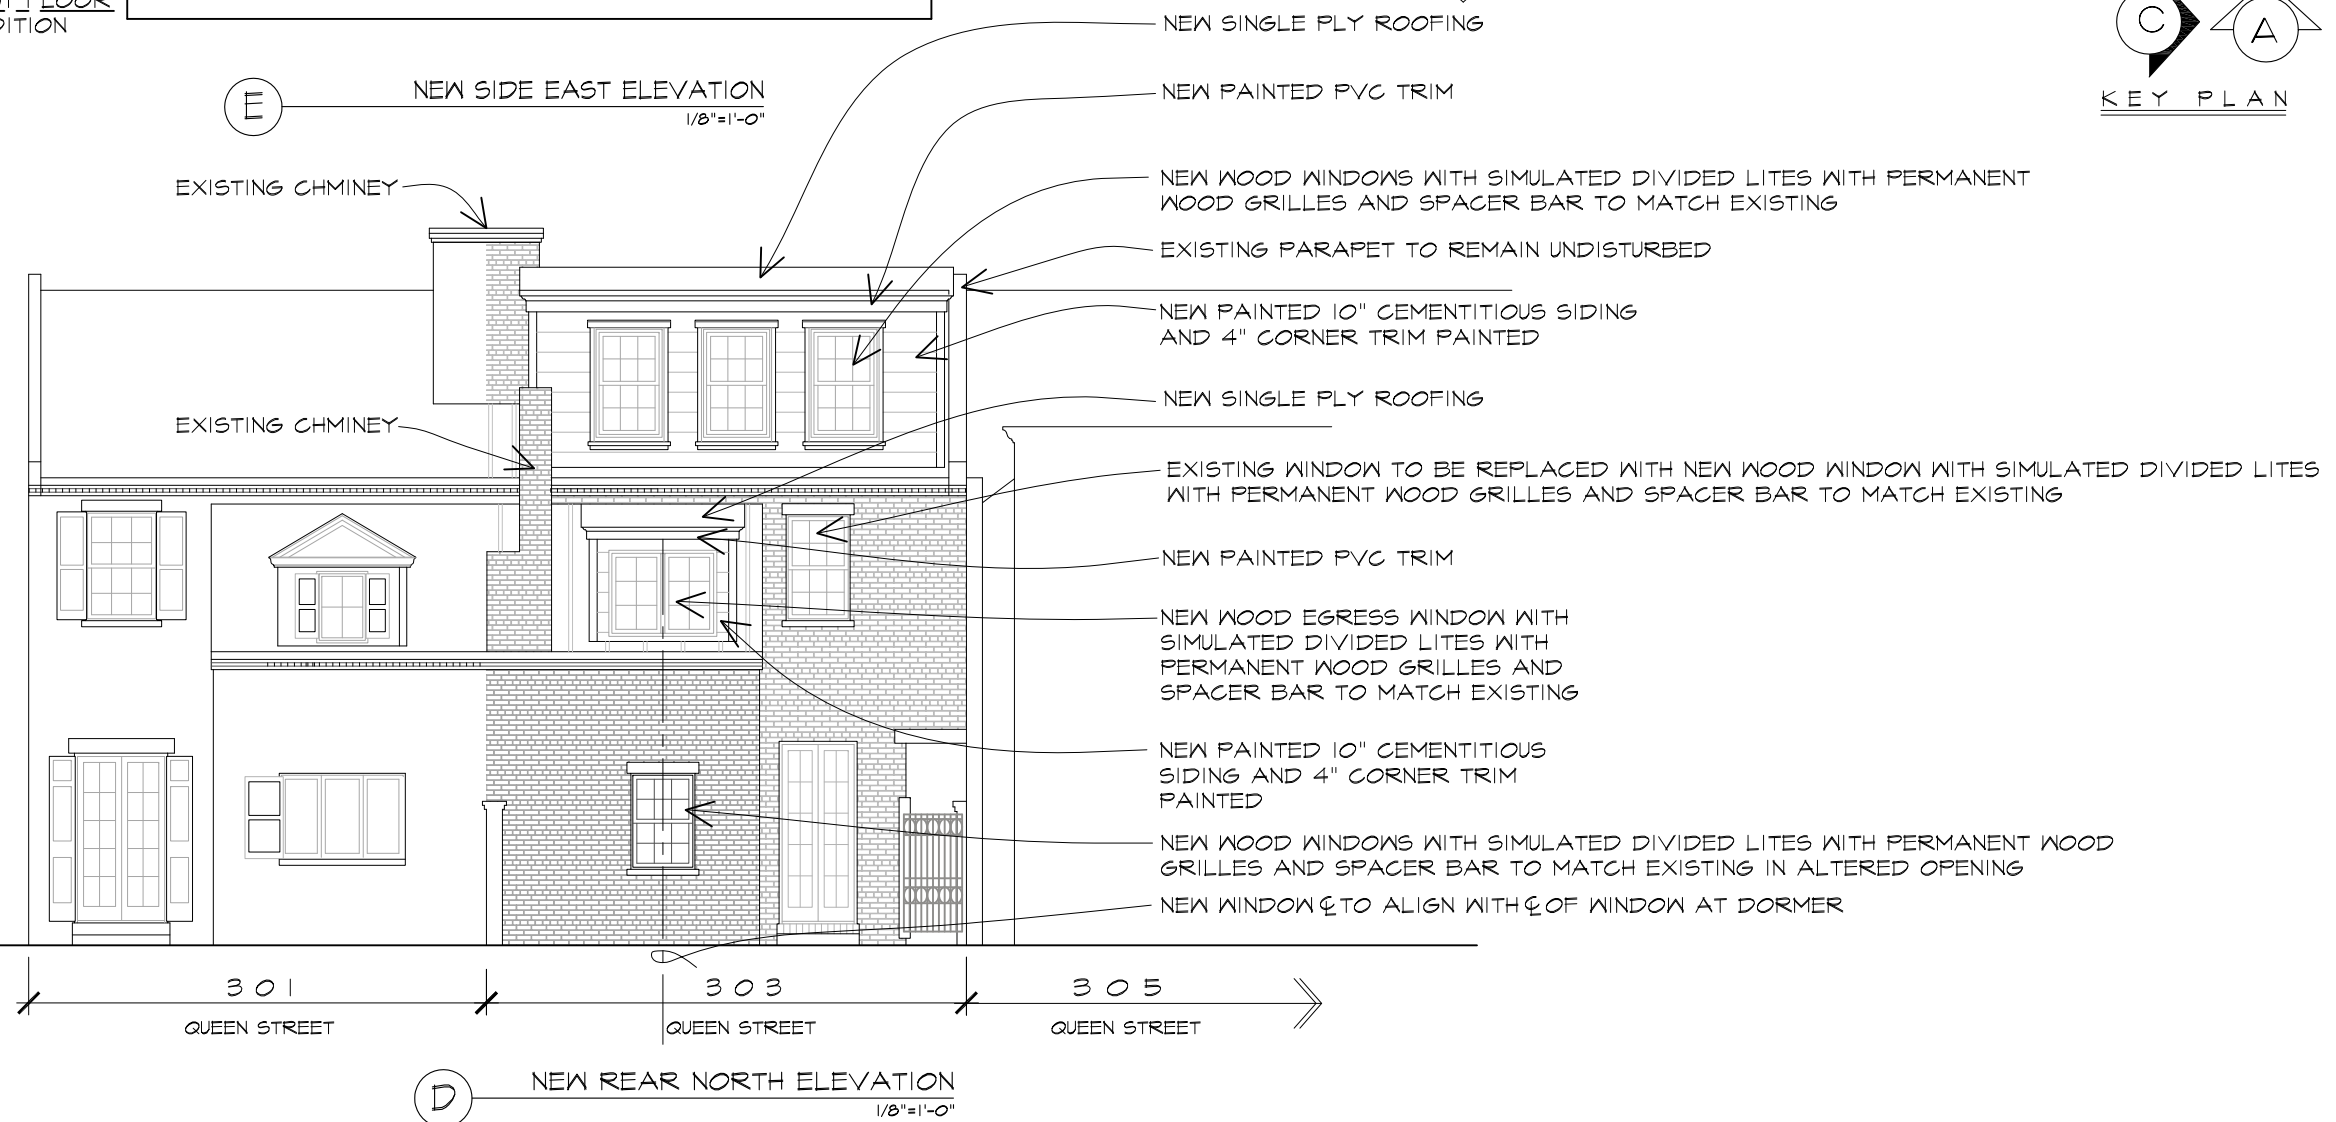 DITION
E
NEW SIDE EAST ELEVATION
1/8"=1'-0"
C
A
KEY PLAN
EXISTING CHMINEY
EXISTING CHMINEY
NEW SINGLE PLY ROOFING
NEW PAINTED PVC TRIM
NEW WOOD WINDOWS WITH SIMULATED DIVIDED LITES WITH PERMANENT
WOOD GRILLES AND SPACER BAR TO MATCH EXISTING
EXISTING PARAPET TO REMAIN UNDISTURBED
NEW PAINTED 10" CEMENTITIOUS SIDING
AND 4" CORNER TRIM PAINTED
NEW SINGLE PLY ROOFING
EXISTING WINDOW TO BE REPLACED WITH NEW WOOD WINDOW WITH SIMULATED DIVIDED LITES
WITH PERMANENT WOOD GRILLES AND SPACER BAR TO MATCH EXISTING
NEW PAINTED PVC TRIM
NEW WOOD EGRESS WINDOW WITH
SIMULATED DIVIDED LITES WITH
PERMANENT WOOD GRILLES AND
SPACER BAR TO MATCH EXISTING
NEW PAINTED 10" CEMENTITIOUS
SIDING AND 4" CORNER TRIM
PAINTED
NEW WOOD WINDOWS WITH SIMULATED DIVIDED LITES WITH PERMANENT WOOD
GRILLES AND SPACER BAR TO MATCH EXISTING IN ALTERED OPENING
NEW WINDOW ℄ TO ALIGN WITH ℄ OF WINDOW AT DORMER
301
QUEEN STREET
303
QUEEN STREET
305
QUEEN STREET
D
NEW REAR NORTH ELEVATION
1/8"=1'-0"